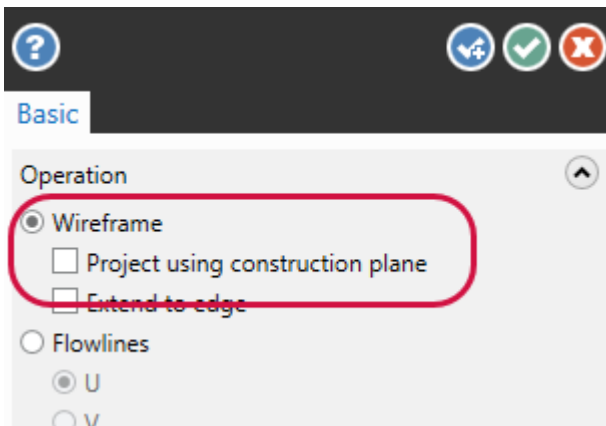 ?
Basic
Operation
Wireframe
Project using construction plane
Extend to edge
Flowlines
U
V